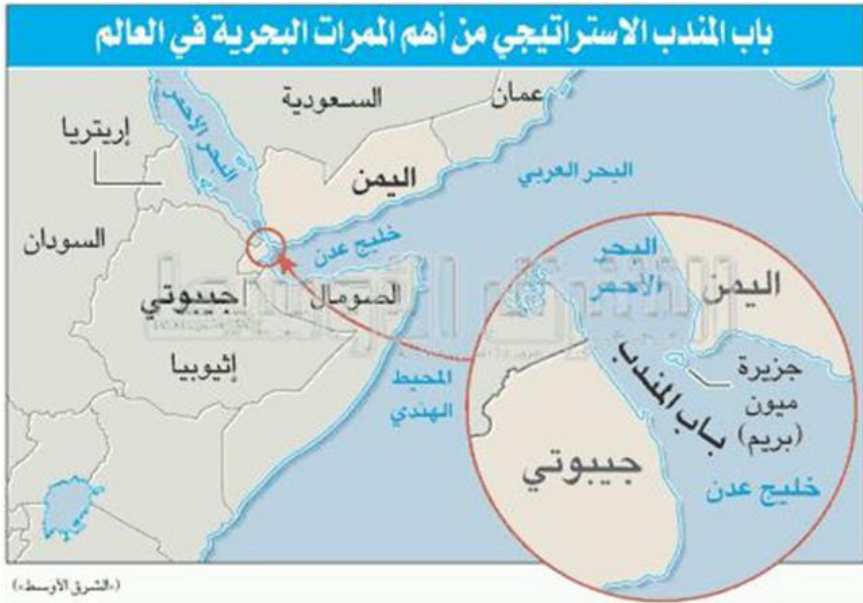 باب المندب الاستراتيجي من أهم الممرات البحرية في العالم
عمان
السعودية
إريتريا
البحر الأحمر
اليمن
البحر العربي
السودان
خليج عدن
الصومال
جيبوتي
إثيوبيا
المحيط
الهندي
البحر
الأحمر
اليمن
باب المندب
جزيرة
ميون
(بريم)
جيبوتي
خليج عدن
الشرق الأوسط
(«الشرق الأوسط»)